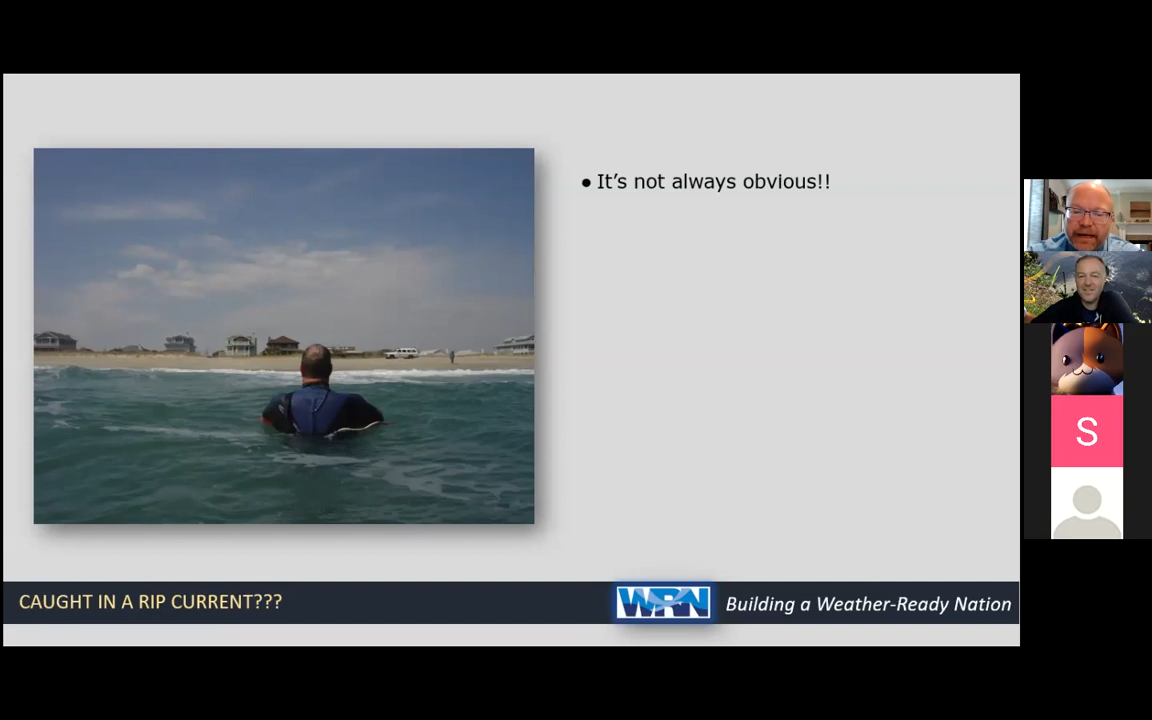 ● It’s not always obvious!!
S
CAUGHT IN A RIP CURRENT???
WRN
Building a Weather-Ready Nation